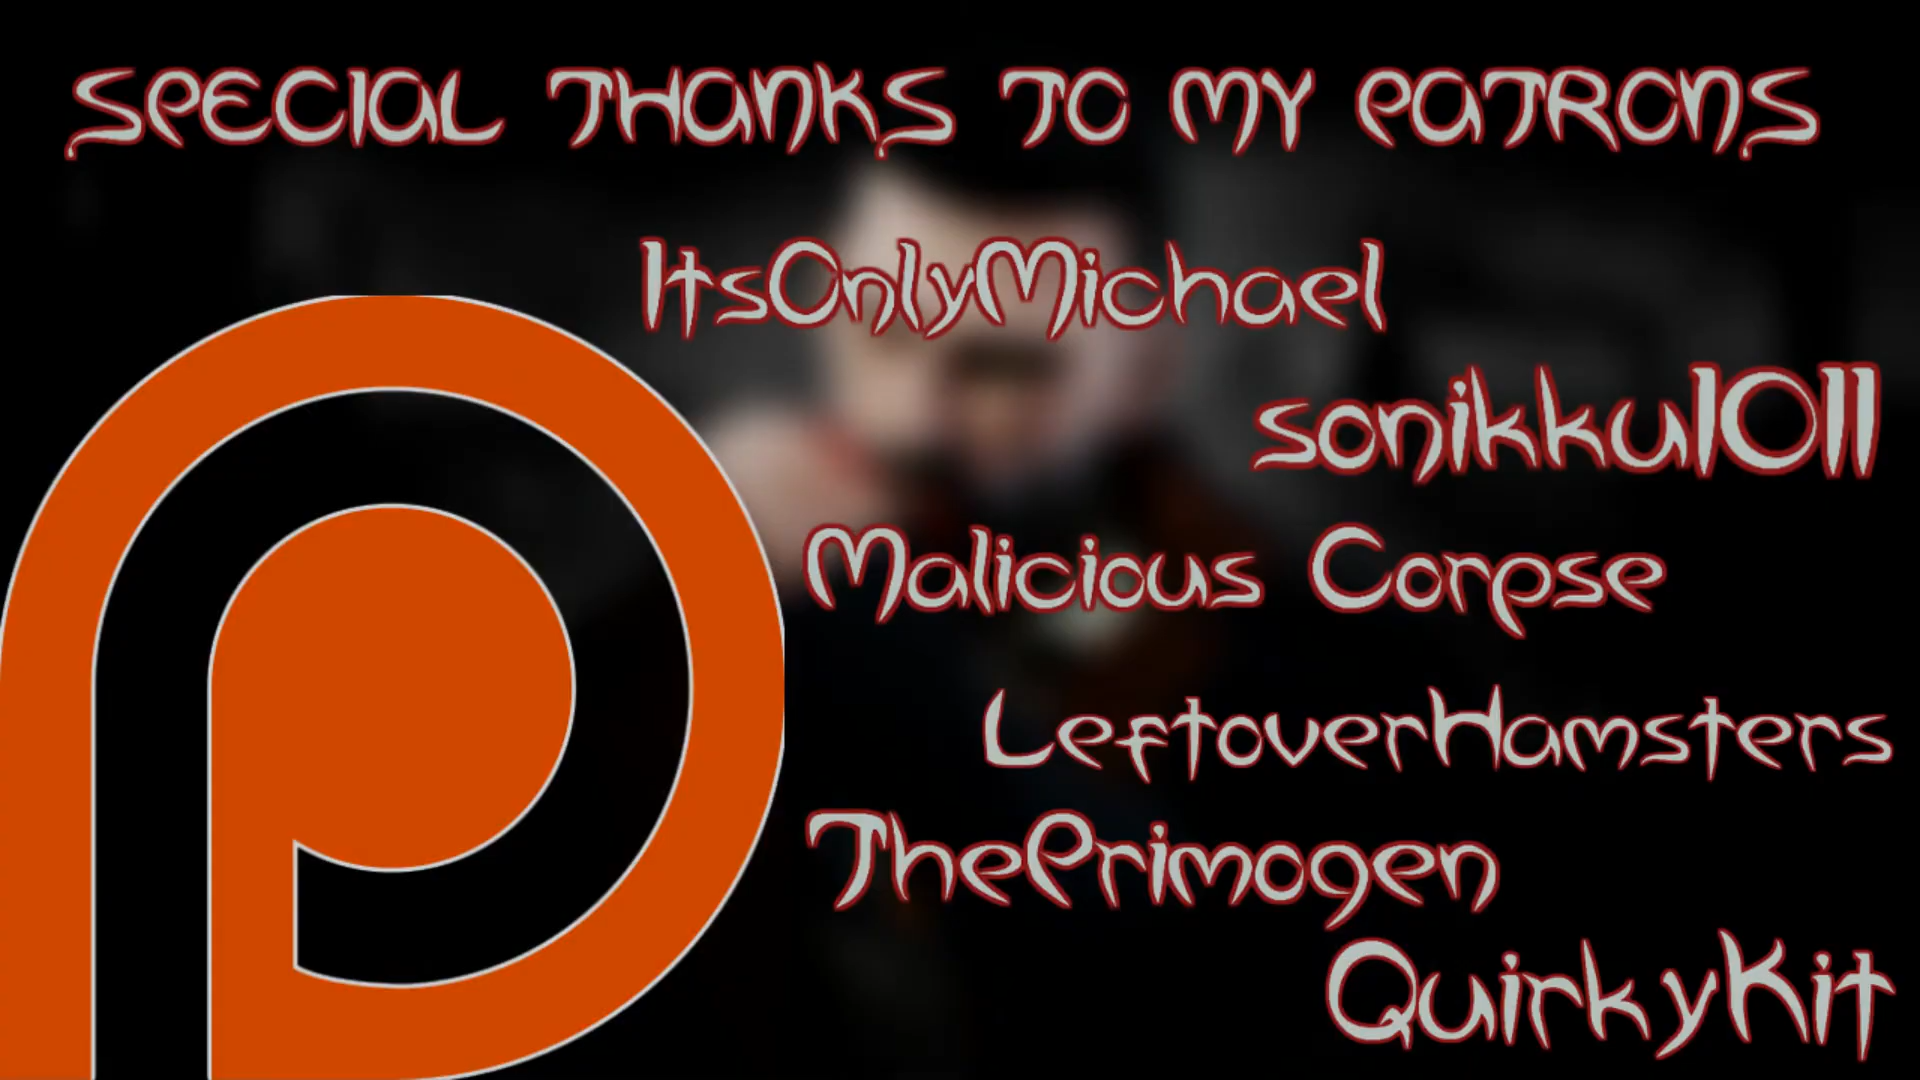 SPECIAL THANKS TO MY PATRONS
ItsOnlyMichael
sonikku1011
Malicious Corpse
LeftoverHamsters
ThePrimogen
QuirkyKit